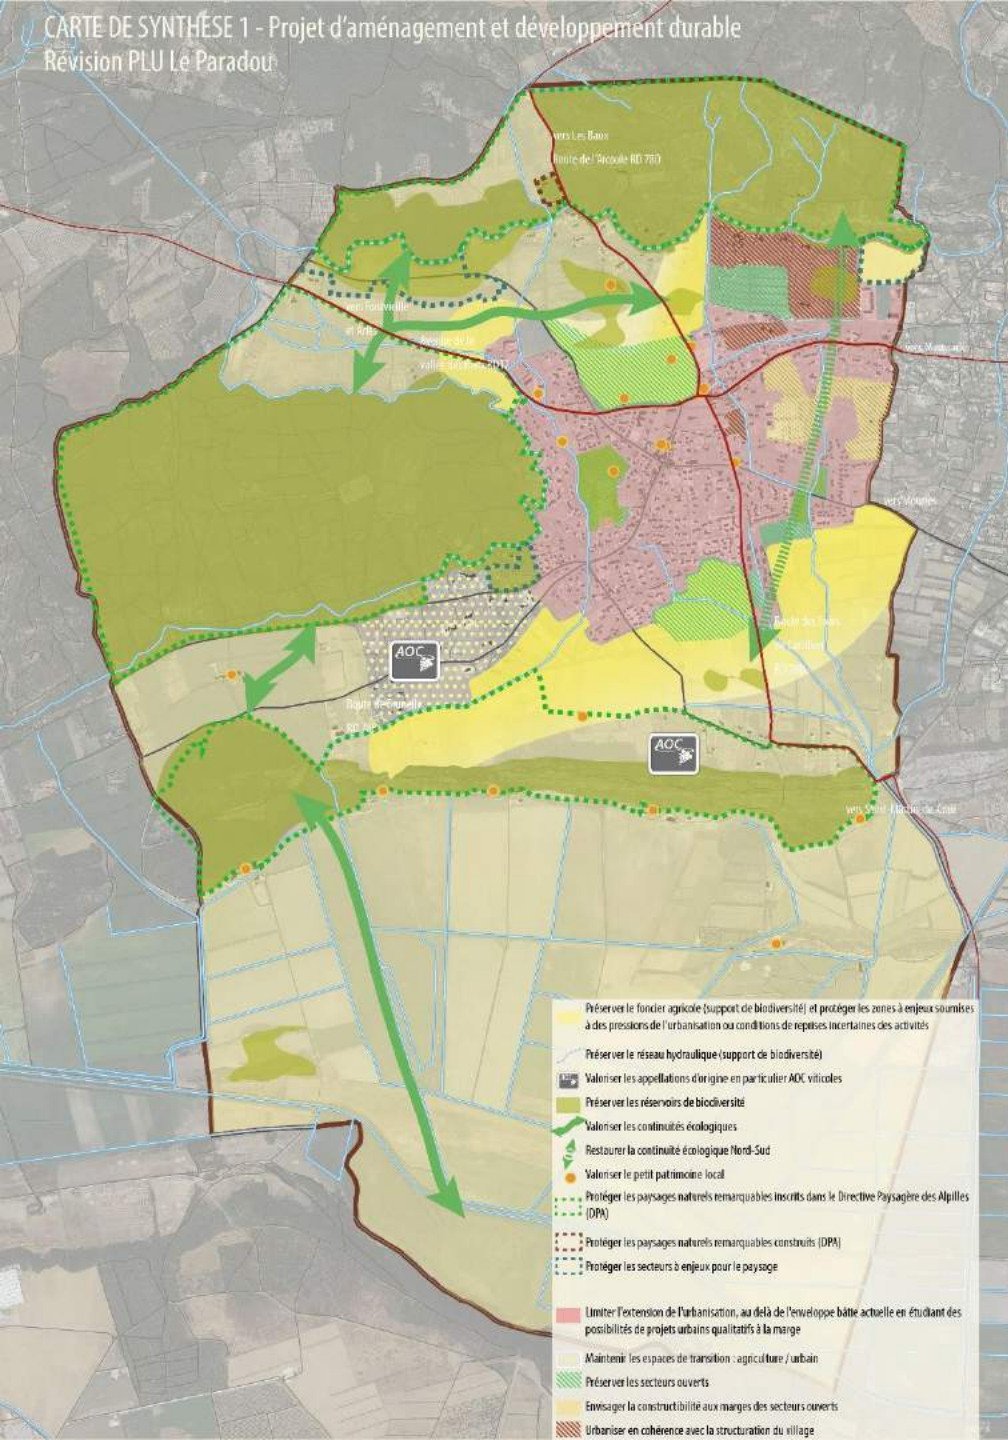 CARTE DE SYNTHESE 1 - Projet d'aménagement et développement durable
Révision PLU Le Paradou
vers Les Baux
Route de l'Arcoule RD 78D
vers Fontvieille
et Arles
Avenue de la
vers Mouriès
AOC
AOC
vers Saint-Martin-de-Crau
Préserver le foncier agricole (support de biodiversité) et protéger les zones à enjeux soumises
à des pressions de l'urbanisation ou conditions de reprises incertaines des activités
Préserver le réseau hydraulique (support de biodiversité)
Valoriser les appellations d'origine en particulier AOC viticoles
Préserver les réservoirs de biodiversité
Valoriser les continuités écologiques
Restaurer la continuité écologique Nord-Sud
Valoriser le petit patrimoine local
Protéger les paysages naturels remarquables inscrits dans le Directive Paysagère des Alpilles
(DPA)
Protéger les paysages naturels remarquables construits (DPA)
Protéger les secteurs à enjeux pour le paysage
Limiter l'extension de l'urbanisation, au delà de l'enveloppe bâtie actuelle en étudiant des
possibilités de projets urbains qualitatifs à la marge
Maintenir les espaces de transition : agriculture / urbain
Préserver les secteurs ouverts
Envisager la constructibilité aux marges des secteurs ouverts
Urbaniser en cohérence avec la structuration du village